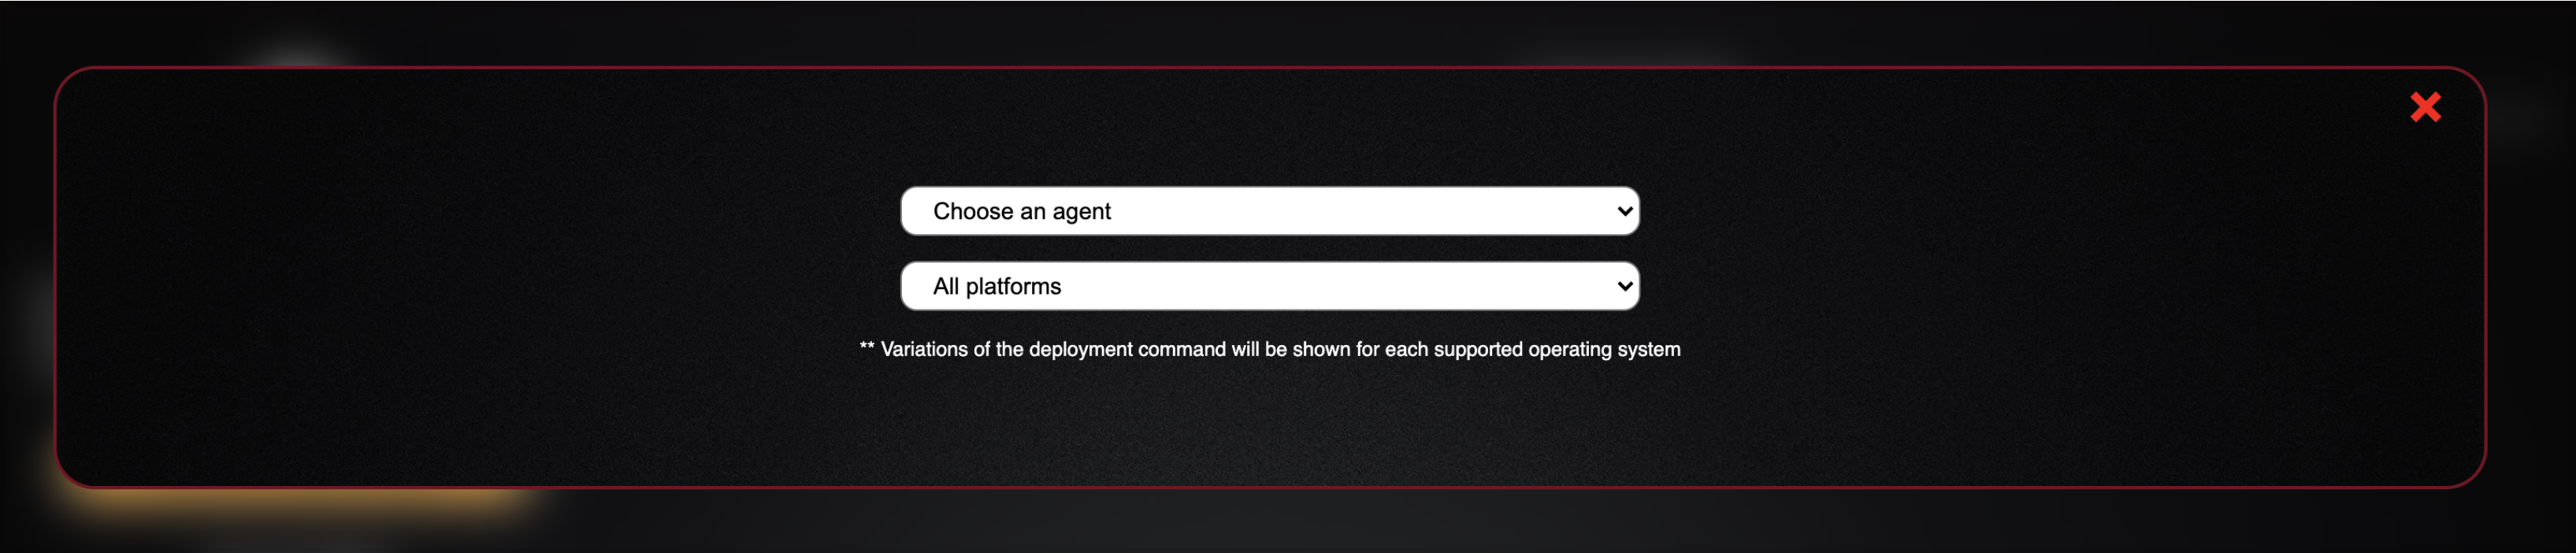 Choose an agent
All platforms
** Variations of the deployment command will be shown for each supported operating system